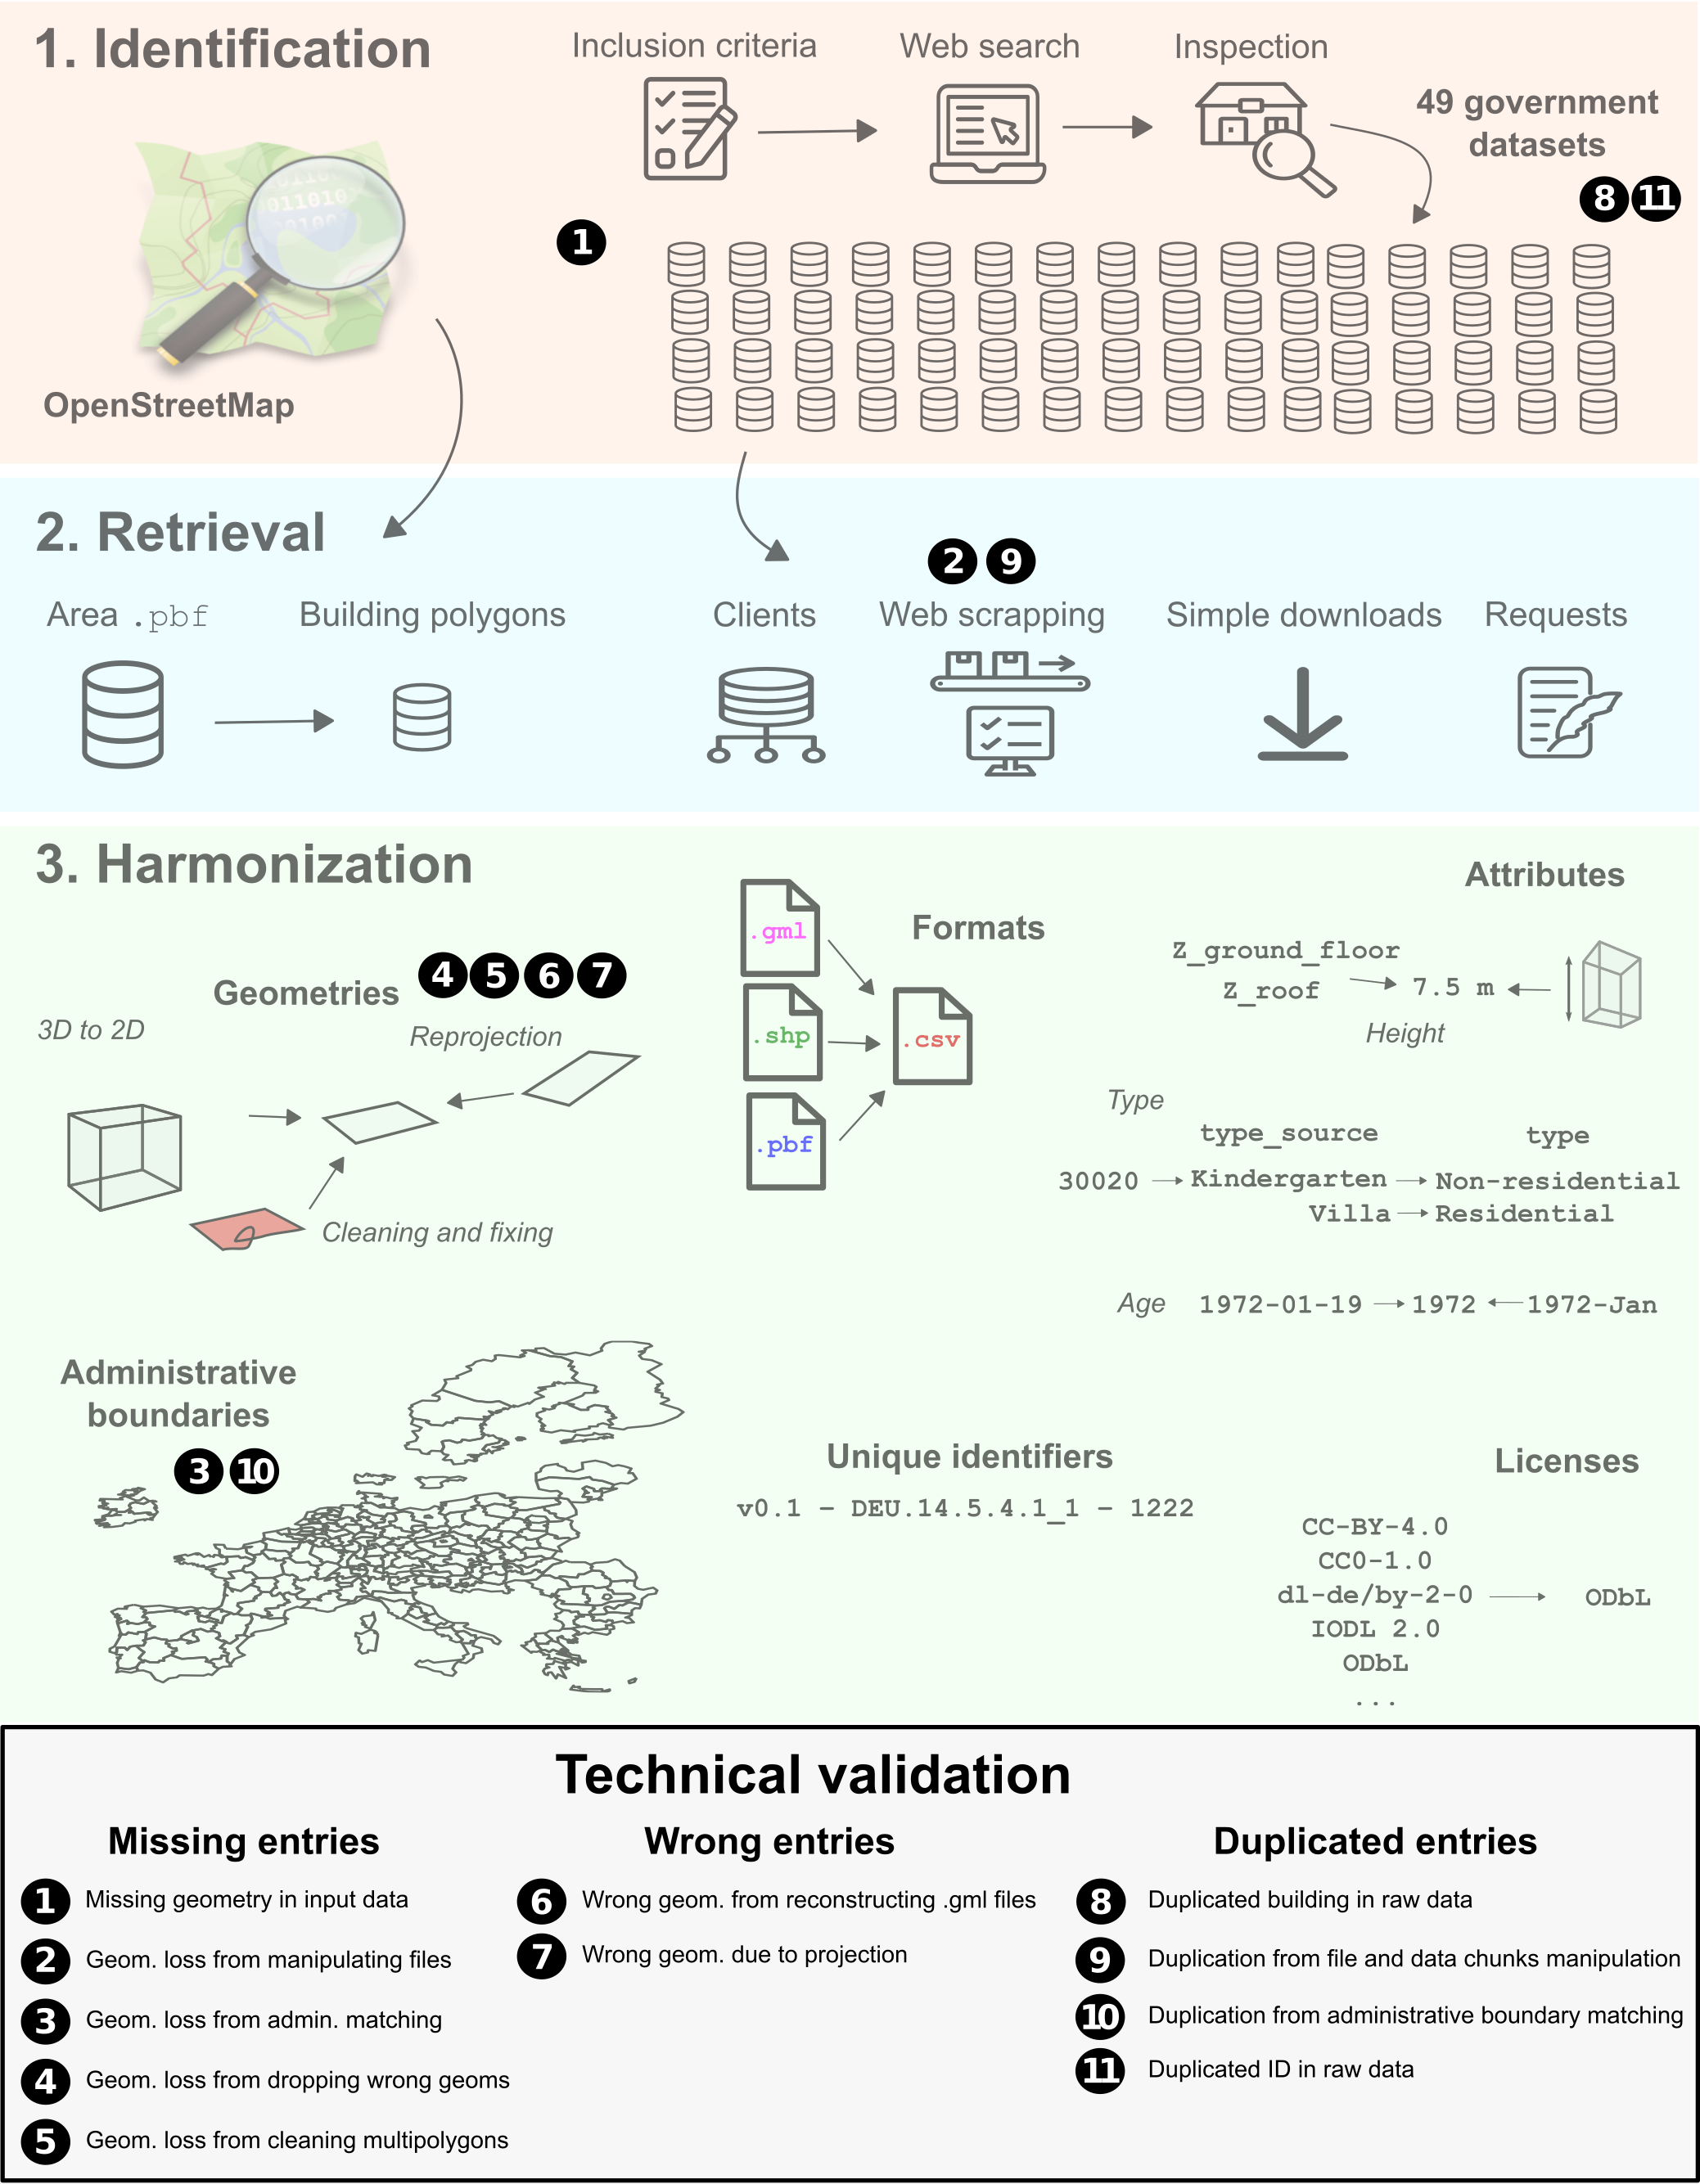 1. Identification
Inclusion criteria
Web search
Inspection
49 government
datasets
8 11
1
OpenStreetMap
2. Retrieval
2 9
Area .pbf
Building polygons
Clients
Web scrapping
Simple downloads
Requests
3. Harmonization
Geometries
4 5 6 7
3D to 2D
Reprojection
Cleaning and fixing
Formats
.gml
.shp
.pbf
.csv
Attributes
Z_ground_floor
Z_roof
7.5 m
Height
Type
type_source
type
30020
Kindergarten
Non-residential
Villa
Residential
Age
1972-01-19
1972
1972-Jan
Administrative
boundaries
3 10
Unique identifiers
v0.1 – DEU.14.5.4.1_1 – 1222
Licenses
CC-BY-4.0
CC0-1.0
dl-de/by-2-0
IODL 2.0
ODbL
...
ODbL
Technical validation
Missing entries
1 Missing geometry in input data
2 Geom. loss from manipulating files
3 Geom. loss from admin. matching
4 Geom. loss from dropping wrong geoms
5 Geom. loss from cleaning multipolygons
Wrong entries
6 Wrong geom. from reconstructing .gml files
7 Wrong geom. due to projection
Duplicated entries
8 Duplicated building in raw data
9 Duplication from file and data chunks manipulation
10 Duplication from administrative boundary matching
11 Duplicated ID in raw data